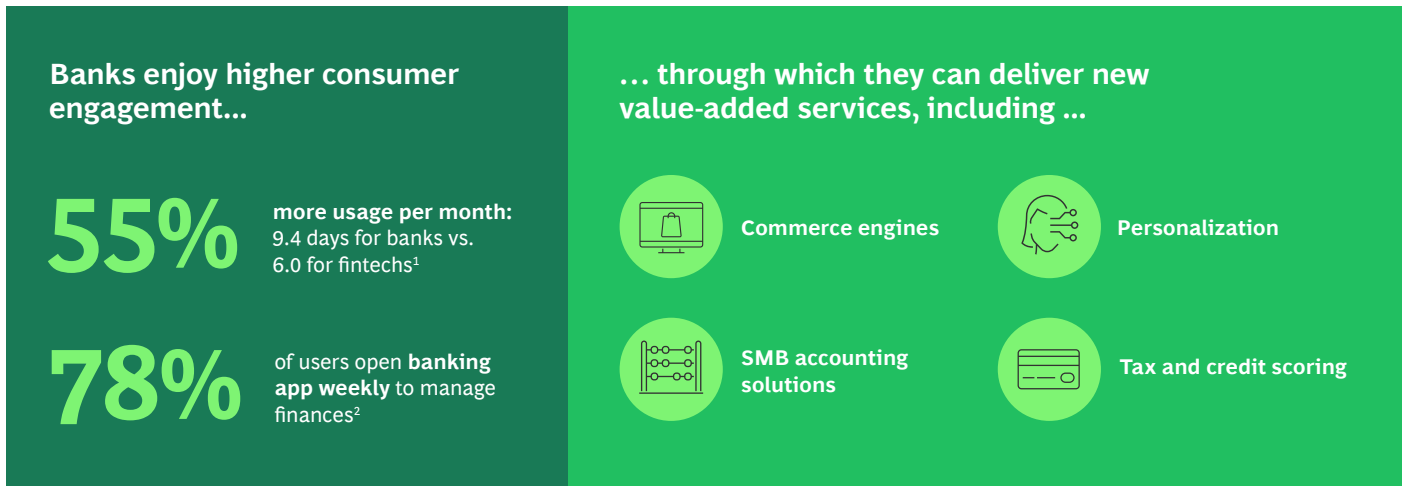 Banks enjoy higher consumer
engagement...
55%
more usage per month:
9.4 days for banks vs.
6.0 for fintechs¹
78%
of users open banking
app weekly to manage
finances²
... through which they can deliver new
value-added services, including ...
Commerce engines
Personalization
SMB accounting
solutions
Tax and credit scoring